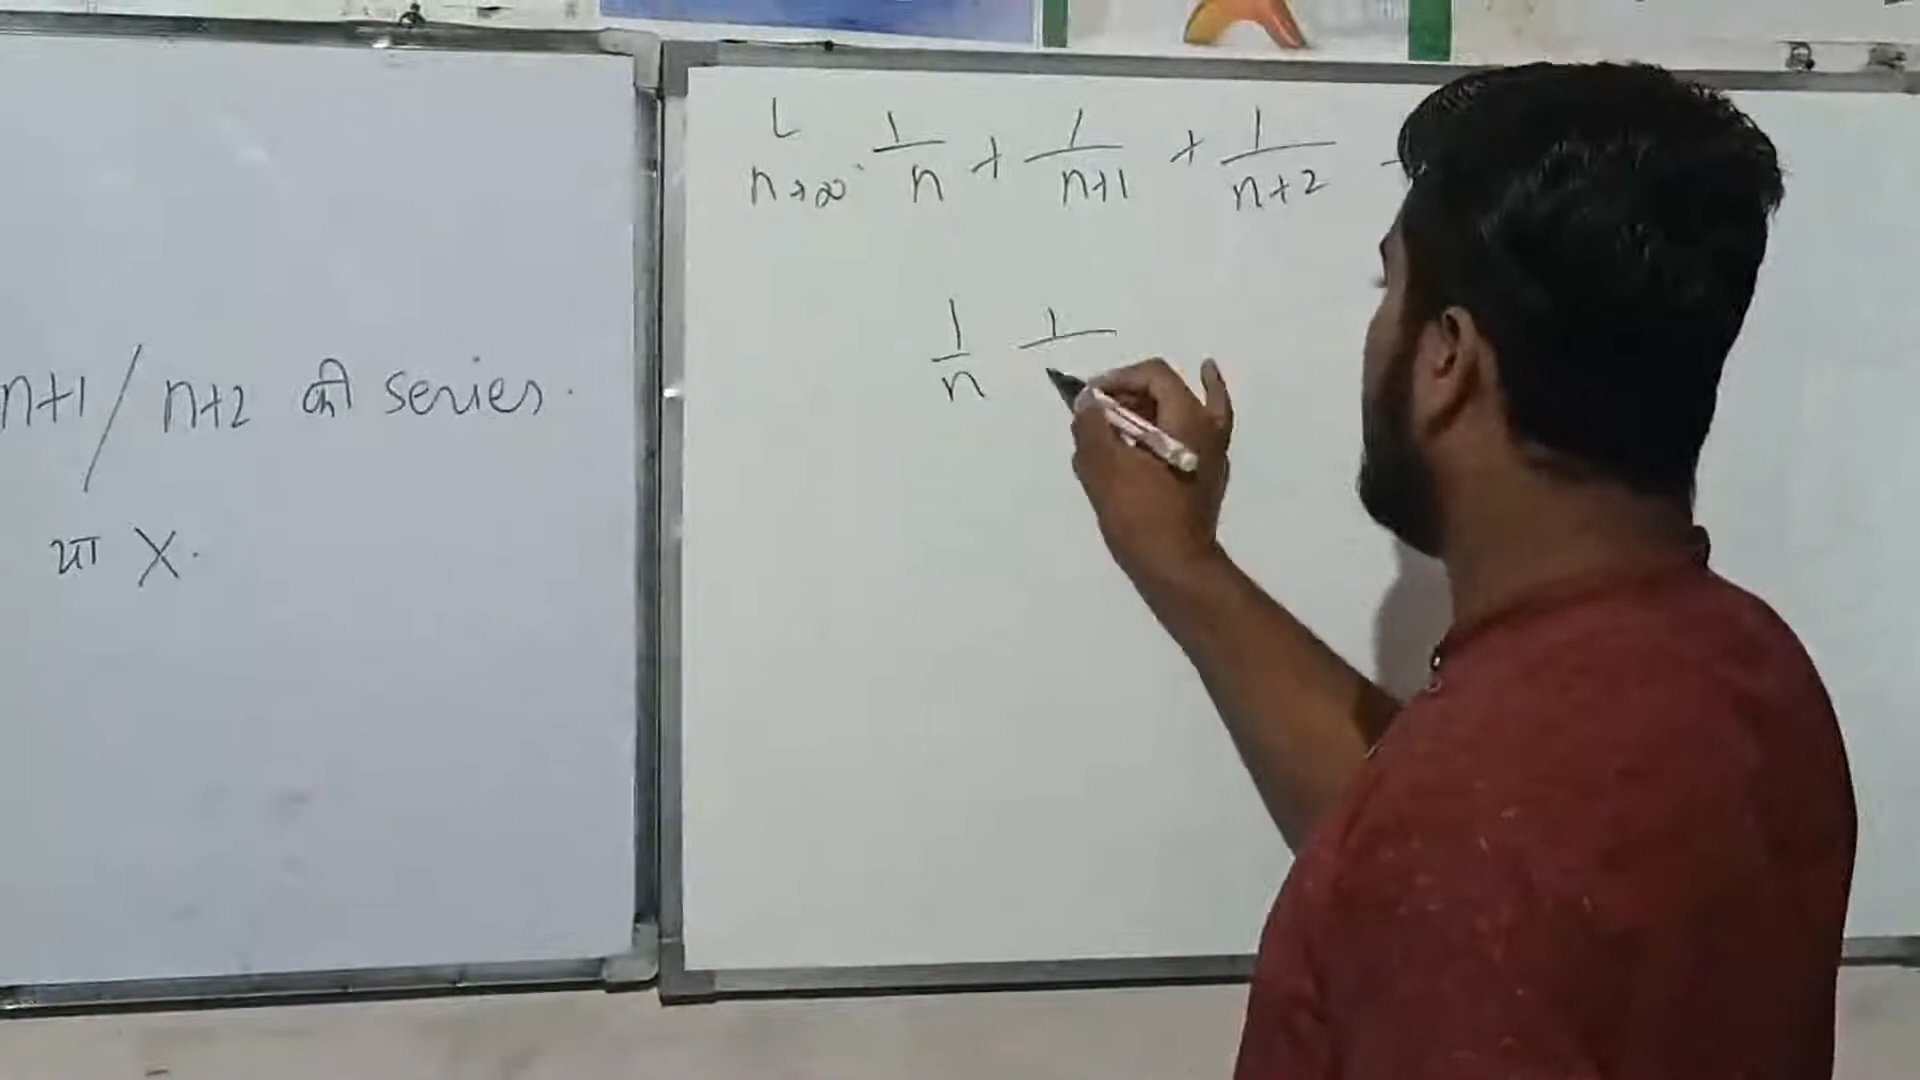 n+1 / n+2 की series.
या X.
L n→∞ 1/n + 1/n+1 + 1/n+2
1/n 1/